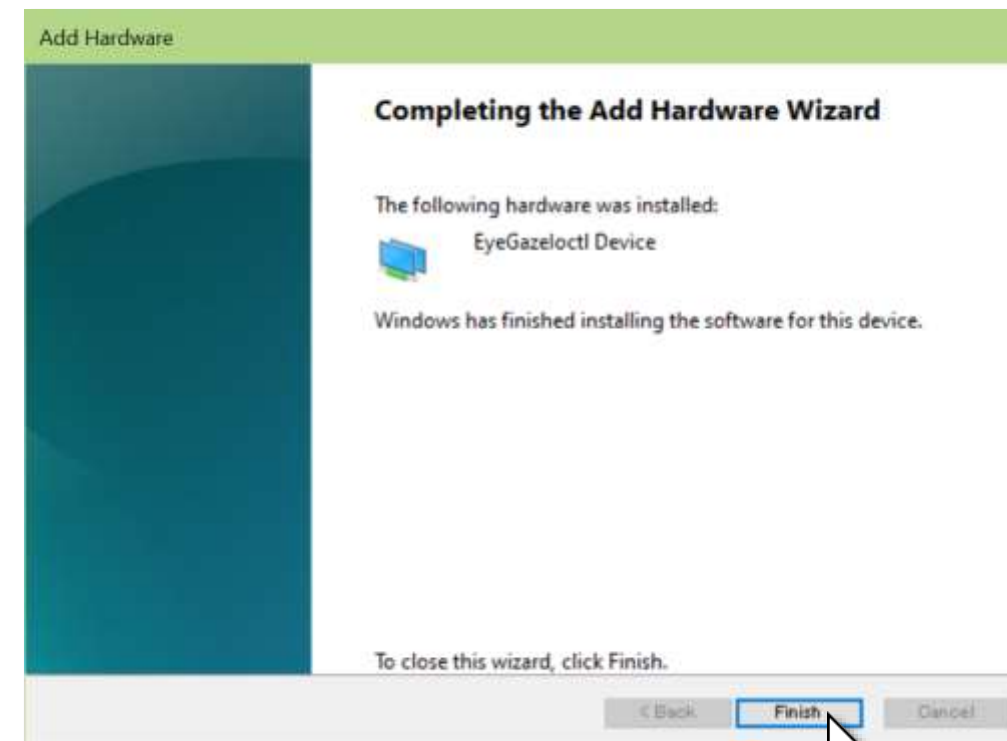 Add Hardware
Completing the Add Hardware Wizard
The following hardware was installed:
EyeGazeIoctl Device
Windows has finished installing the software for this device.
To close this wizard, click Finish.
< Back
Finish
Cancel